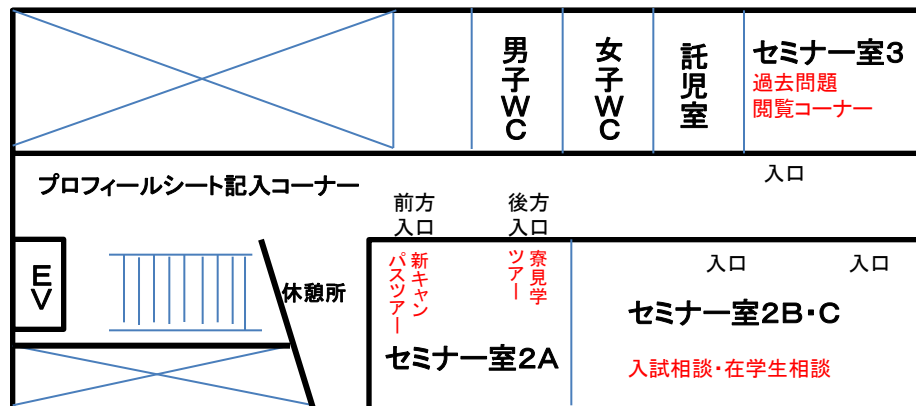 男子WC
女子WC
託児室
セミナー室3
過去問題
閲覧コーナー
入口
プロフィールシート記入コーナー
前方
入口
後方
入口
EV
休憩所
新キャン
パスツアー
寮見学
ツアー
セミナー室2A
入口
入口
セミナー室2B・C
入試相談・在学生相談